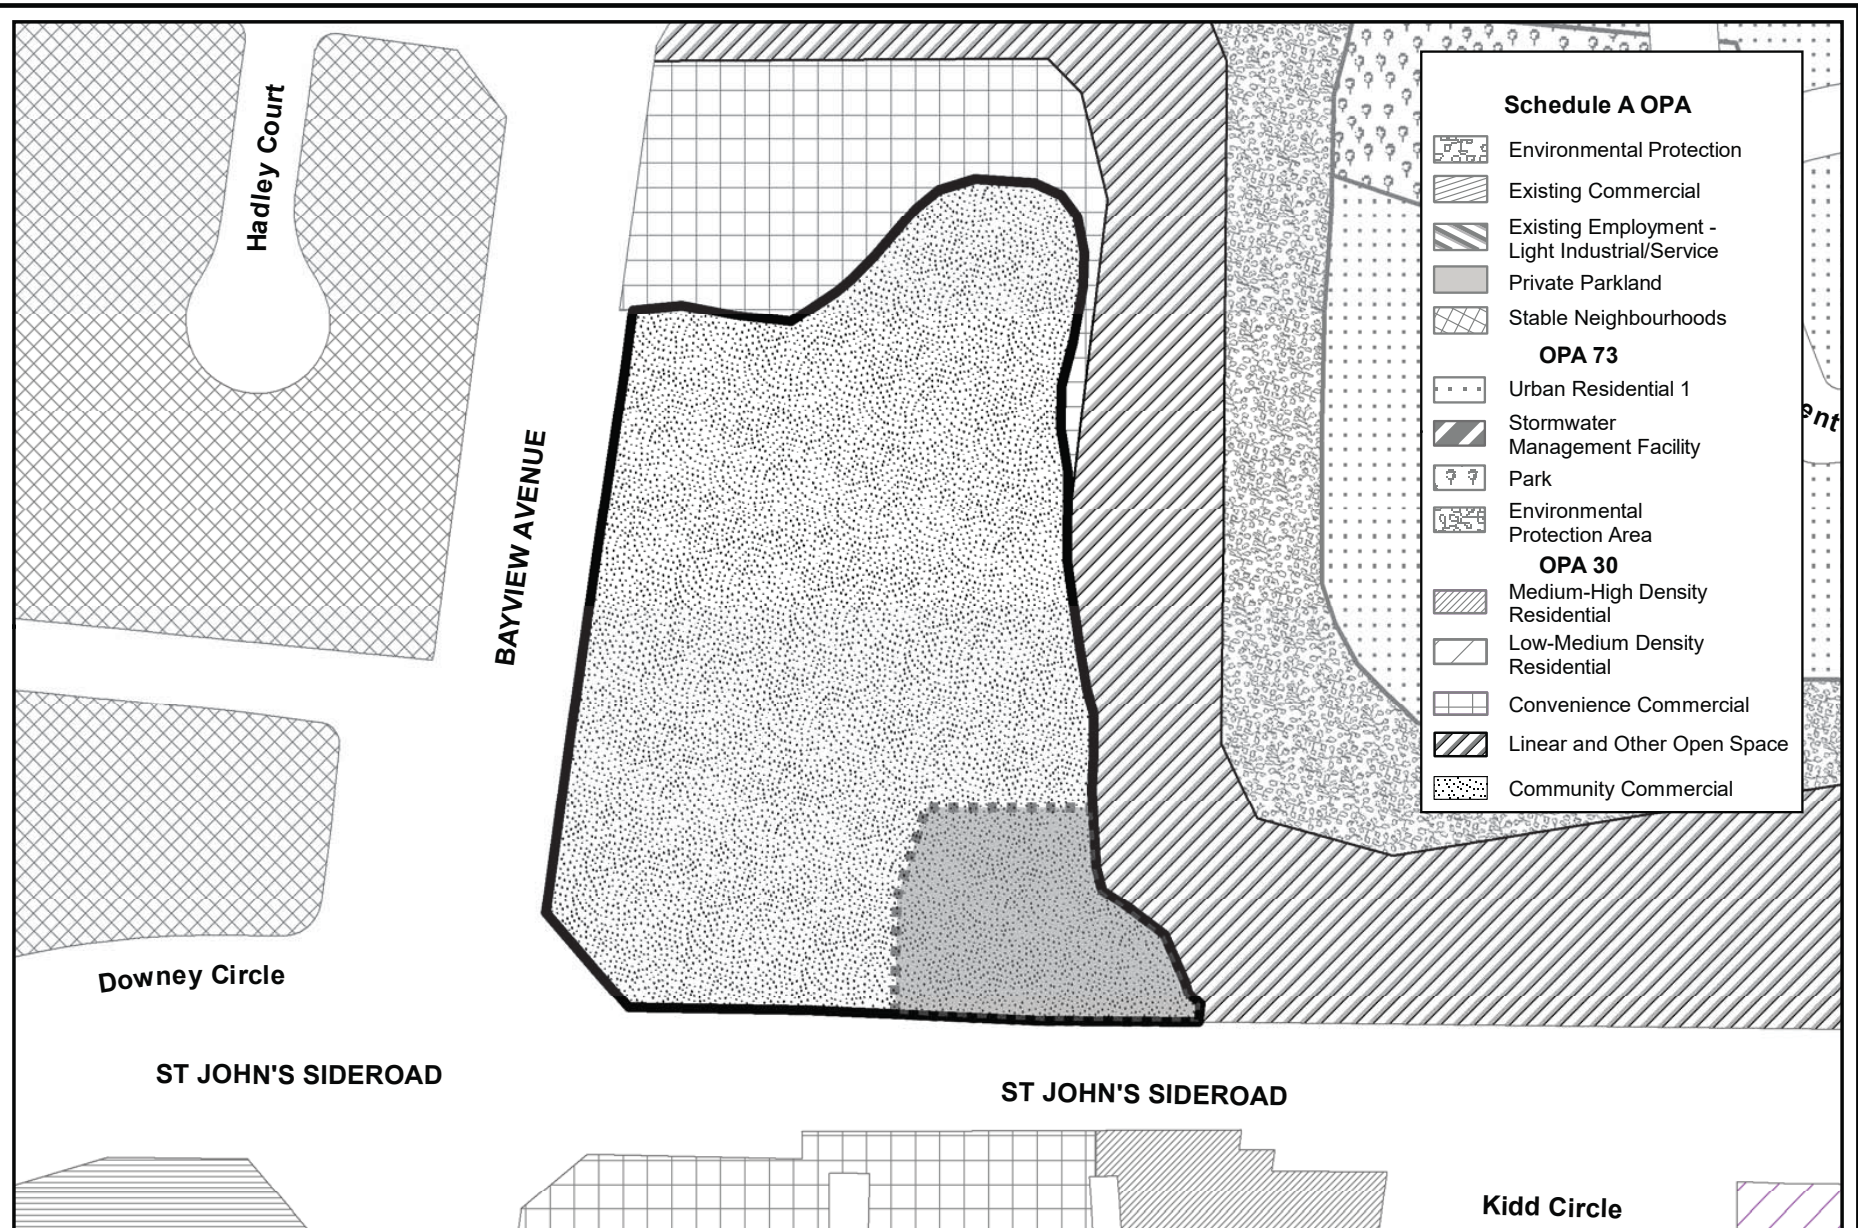 Hadley Court
BAYVIEW AVENUE
Downey Circle
ST JOHN'S SIDEROAD
ST JOHN'S SIDEROAD
Kidd Circle
Schedule A OPA
Environmental Protection
Existing Commercial
Existing Employment -
Light Industrial/Service
Private Parkland
Stable Neighbourhoods
OPA 73
Urban Residential 1
Stormwater
Management Facility
Park
Environmental
Protection Area
OPA 30
Medium-High Density
Residential
Low-Medium Density
Residential
Convenience Commercial
Linear and Other Open Space
Community Commercial